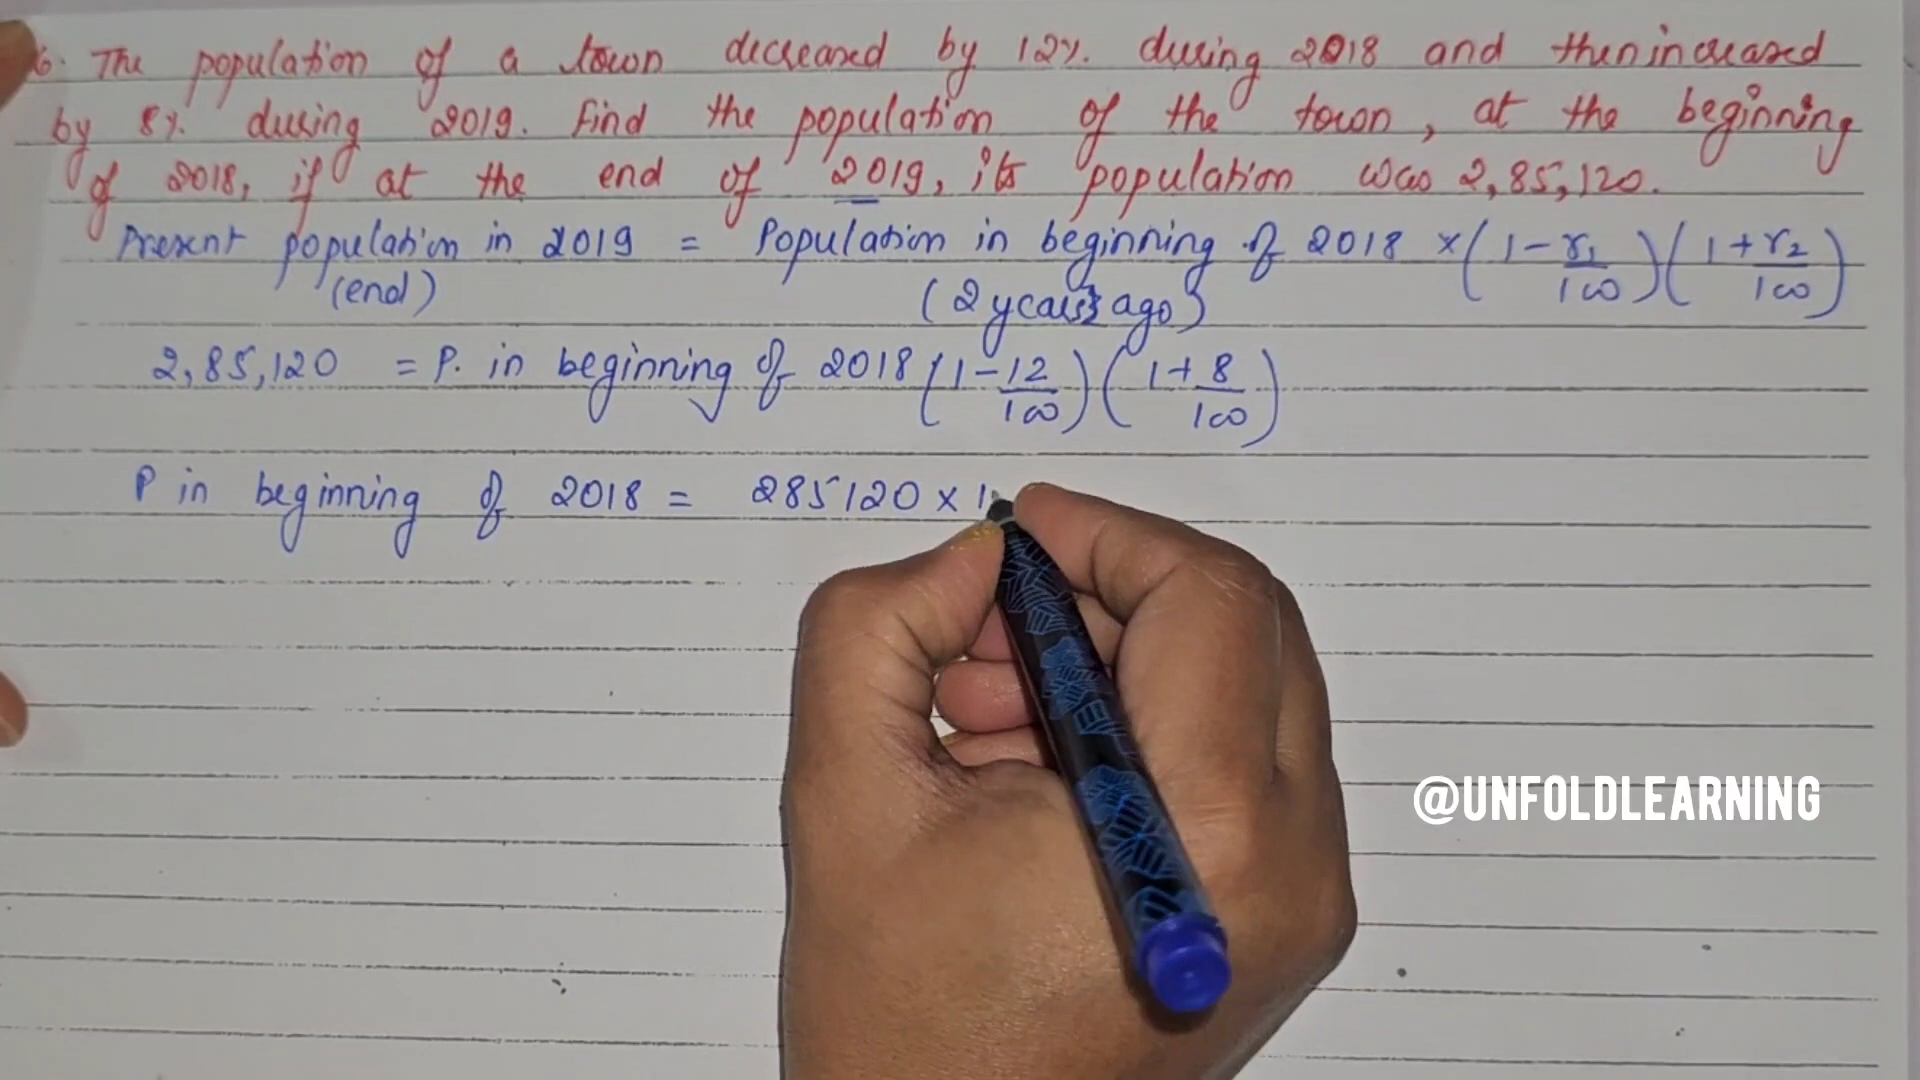 6. The population of a town decreased by 12%. during 2018 and then increased
by 8%. during 2019. Find the population of the town, at the beginning
of 2018, if at the end of 2019, its population was 2,85,120.
Present population in 2019 = Population in beginning of 2018 × (1 - r1/100)(1 + r2/100)
(end) (2 years ago)
2,85,120 = P. in beginning of 2018 (1 - 12/100)(1 + 8/100)
P in beginning of 2018 = 285120 × 1
@UNFOLDLEARNING